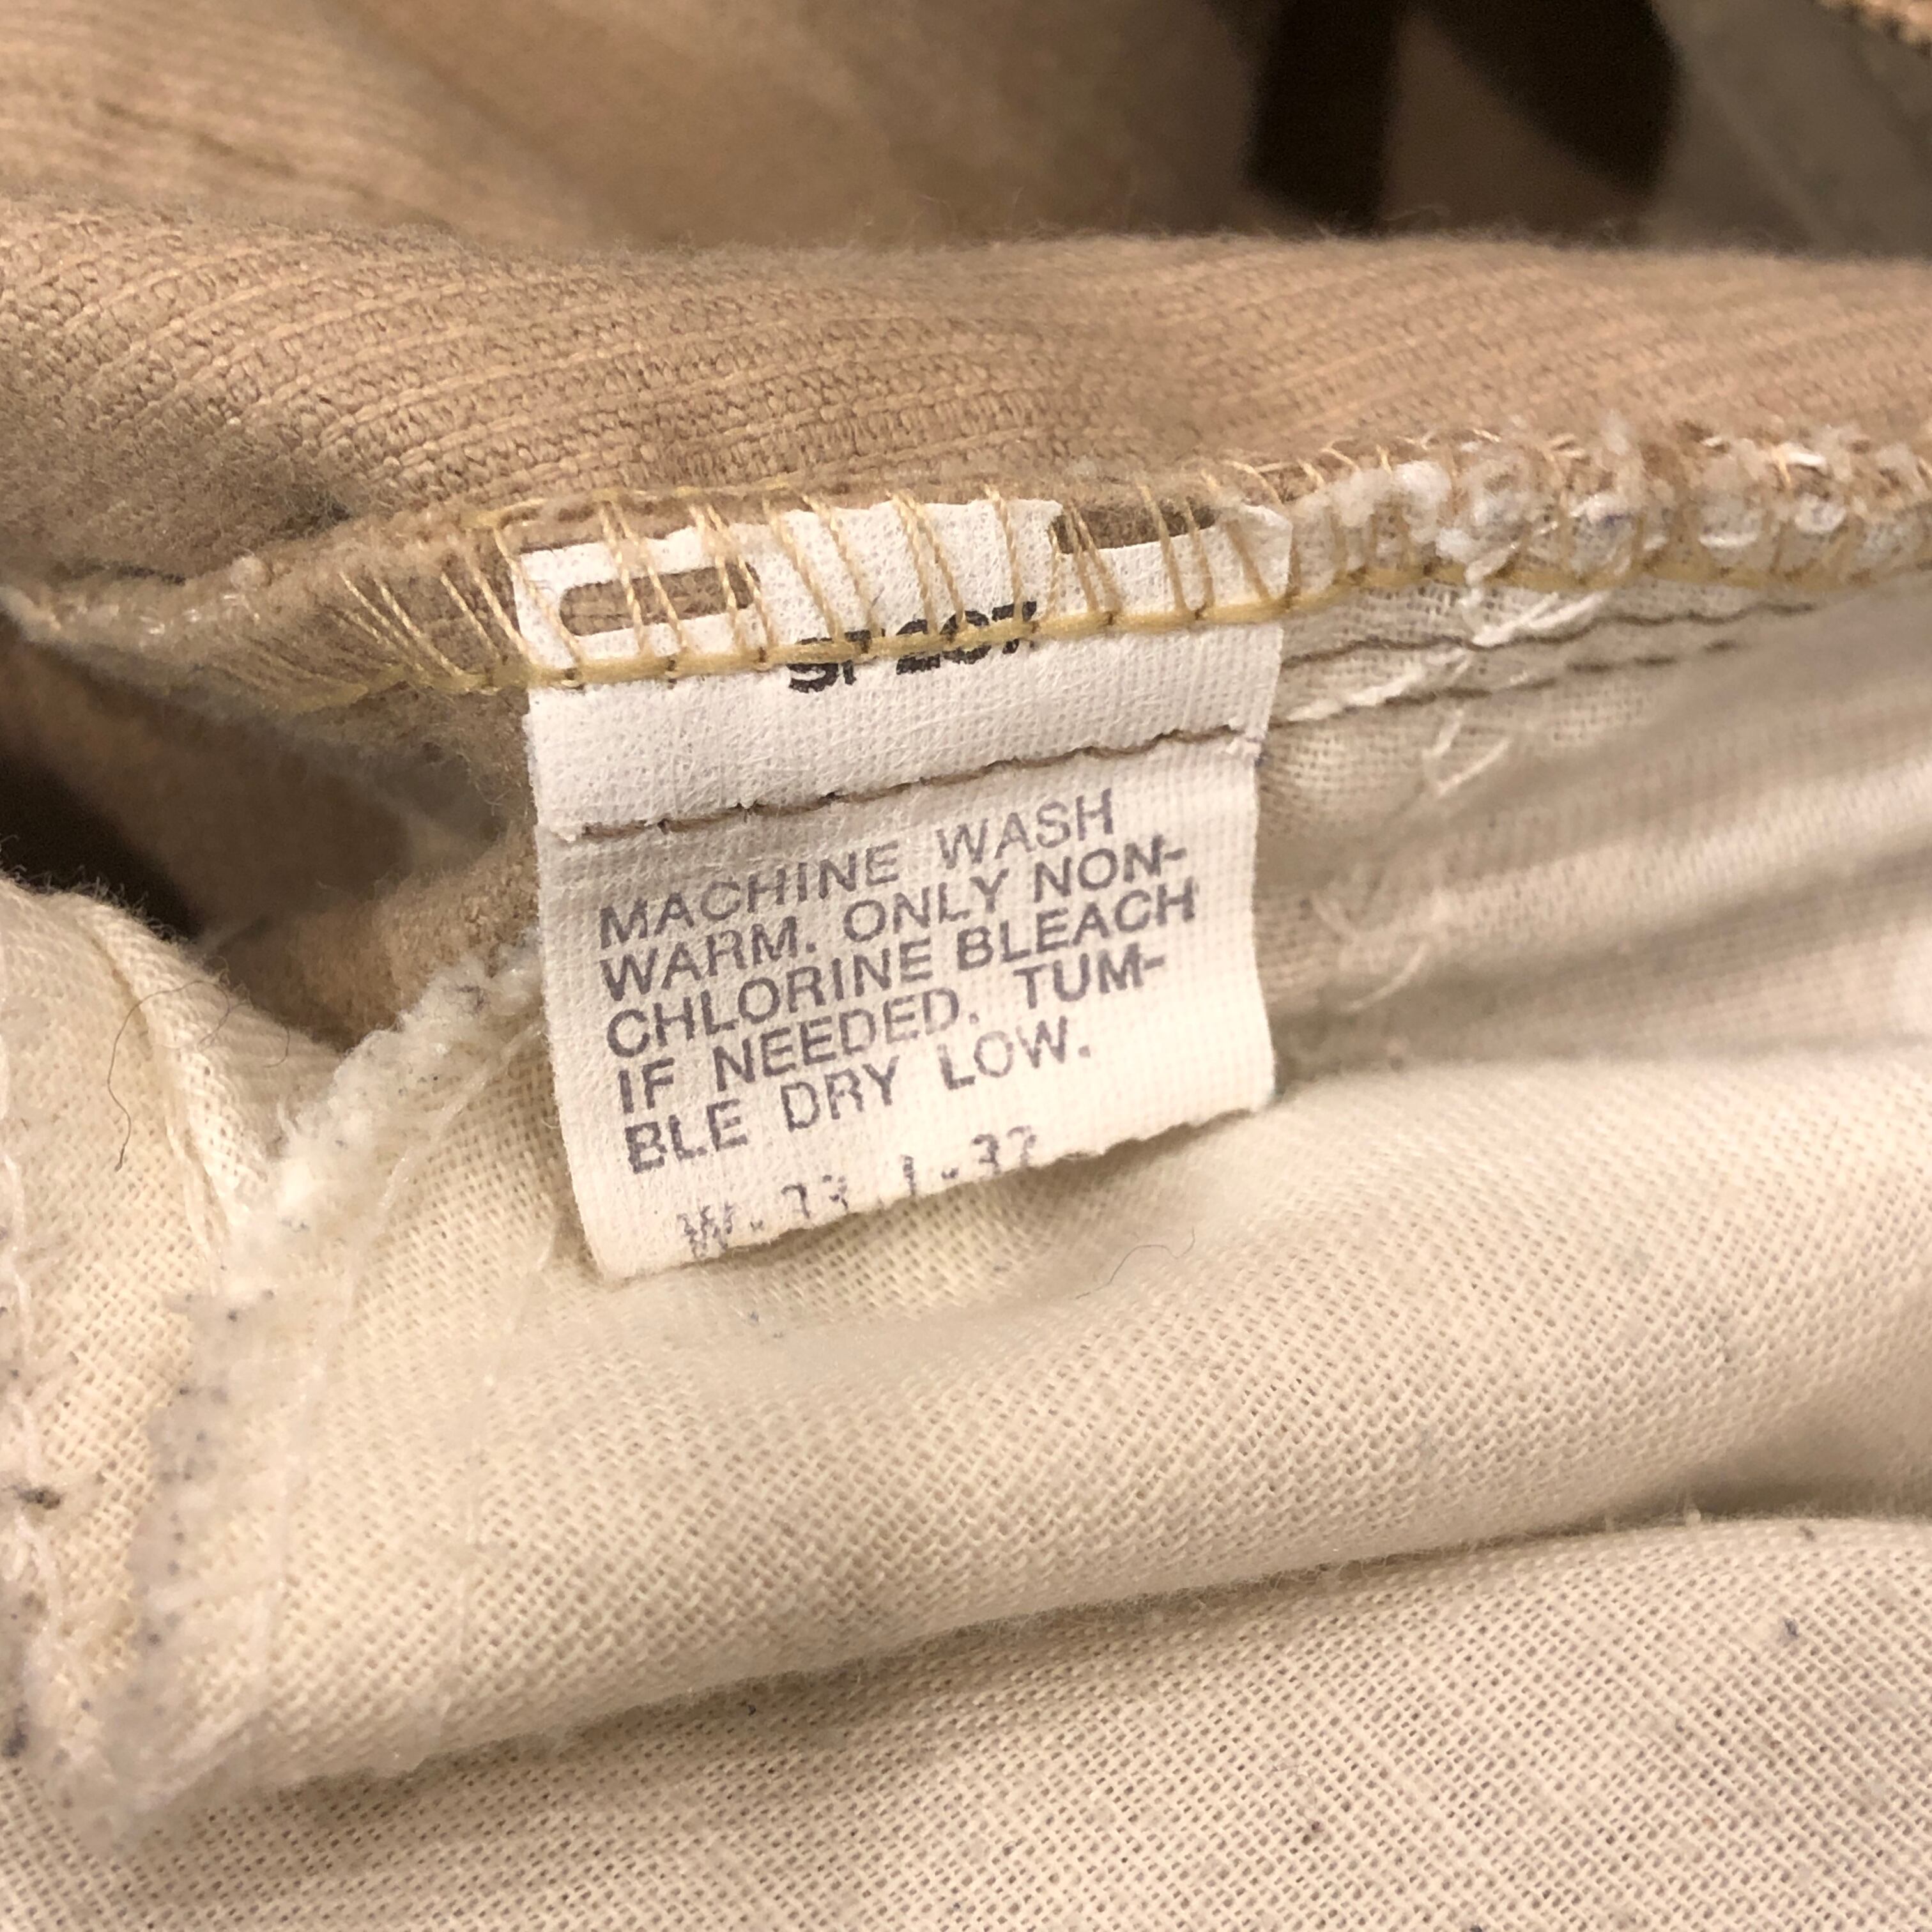 MACHINE WASH
WARM. ONLY NON-
CHLORINE BLEACH
IF NEEDED. TUM-
BLE DRY LOW.